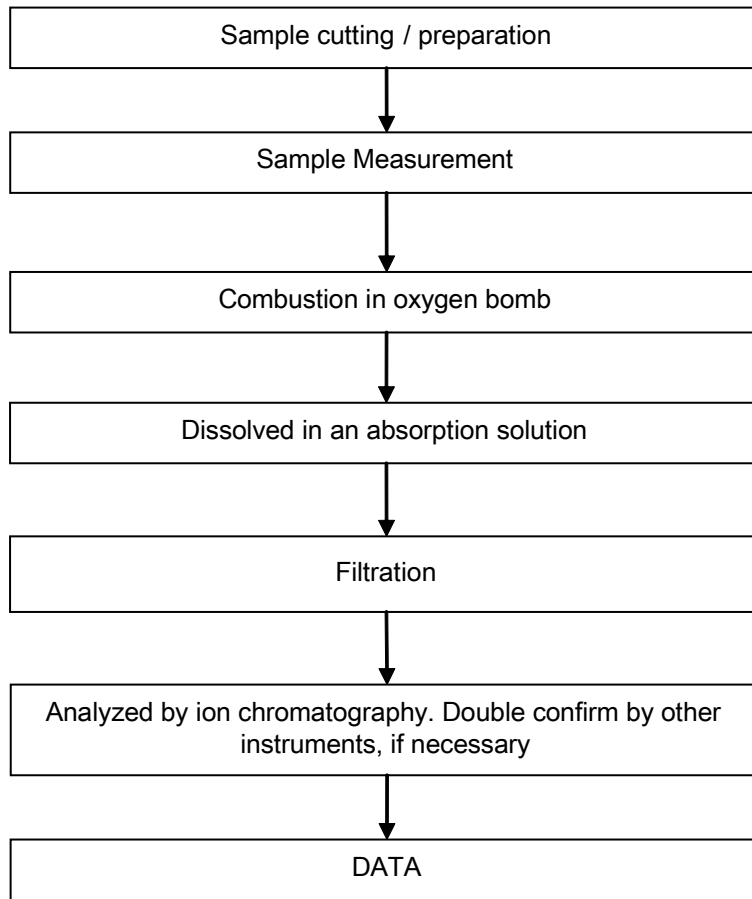 Sample cutting / preparation
Sample Measurement
Combustion in oxygen bomb
Dissolved in an absorption solution
Filtration
Analyzed by ion chromatography. Double confirm by other
instruments, if necessary
DATA